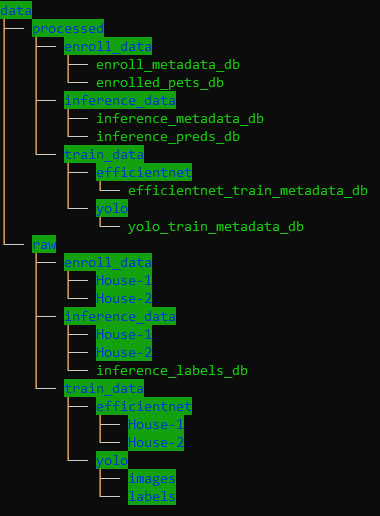 data
├── processed
│   ├── enroll_data
│   │   ├── enroll_metadata_db
│   │   └── enrolled_pets_db
│   ├── inference_data
│   │   ├── inference_metadata_db
│   │   └── inference_preds_db
│   └── train_data
│       ├── efficientnet
│       │   └── efficientnet_train_metadata_db
│       └── yolo
│           └── yolo_train_metadata_db
└── raw
    ├── enroll_data
    │   ├── House-1
    │   └── House-2
    ├── inference_data
    │   ├── House-1
    │   ├── House-2
    │   └── inference_labels_db
    └── train_data
        ├── efficientnet
        │   ├── House-1
        │   └── House-2
        └── yolo
            ├── images
            └── labels